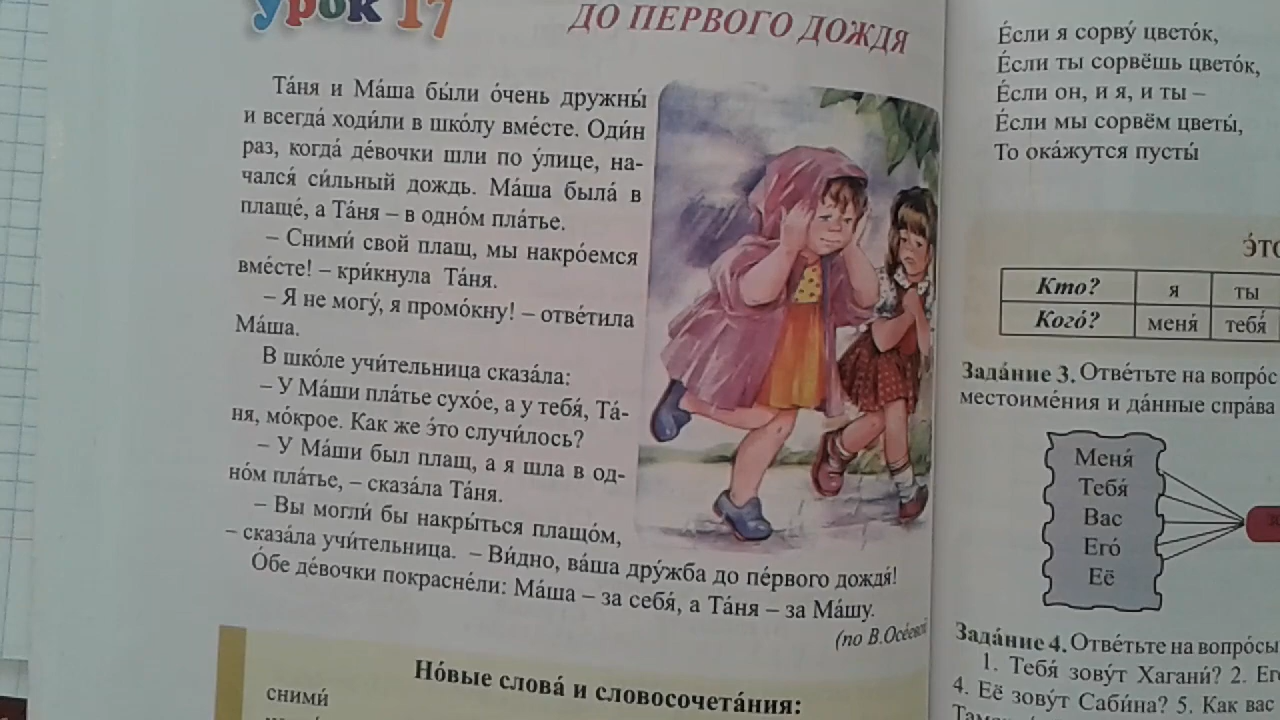 Урок 17
ДО ПЕРВОГО ДОЖДЯ
Та́ня и Ма́ша бы́ли о́чень дружны́
и всегда́ ходи́ли в шко́лу вме́сте. Оди́н
раз, когда́ де́вочки шли по у́лице, на-
чался́ си́льный дождь. Ма́ша была́ в
плаще́, а Та́ня – в одно́м пла́тье.
– Сними́ свой плащ, мы накро́емся
вме́сте! – кри́кнула Та́ня.
– Я не могу́, я промо́кну! – отве́тила
Ма́ша.
В шко́ле учи́тельница сказа́ла:
– У Ма́ши пла́тье сухо́е, а у тебя́, Та́-
ня, мо́крое. Как же э́то случи́лось?
– У Ма́ши был плащ, а я шла в од-
но́м пла́тье, – сказа́ла Та́ня.
– Вы могли́ бы накры́ться плащо́м,
– сказа́ла учи́тельница. – Ви́дно, ва́ша дру́жба до пе́рвого дождя́!
О́бе де́вочки покрасне́ли: Ма́ша – за себя́, а Та́ня – за Ма́шу.
(по В.Осе́евой
Но́вые слова́ и словосочета́ния:
сними́
Е́сли я сорву́ цвето́к,
Е́сли ты сорвёшь цвето́к,
Е́сли он, и я, и ты –
Е́сли мы сорвём цветы́,
То ока́жутся пусты́
Э́ТО
Кто? я ты
Кого́? меня́ тебя́
Зада́ние 3. Отве́тьте на вопро́с
местоиме́ния и да́нные спра́ва
Меня́
Тебя́
Вас
Его́
Её
Зада́ние 4. Отве́тьте на вопро́сы
1. Тебя́ зову́т Хагани́? 2. Ег
4. Её зову́т Саби́на? 5. Как вас